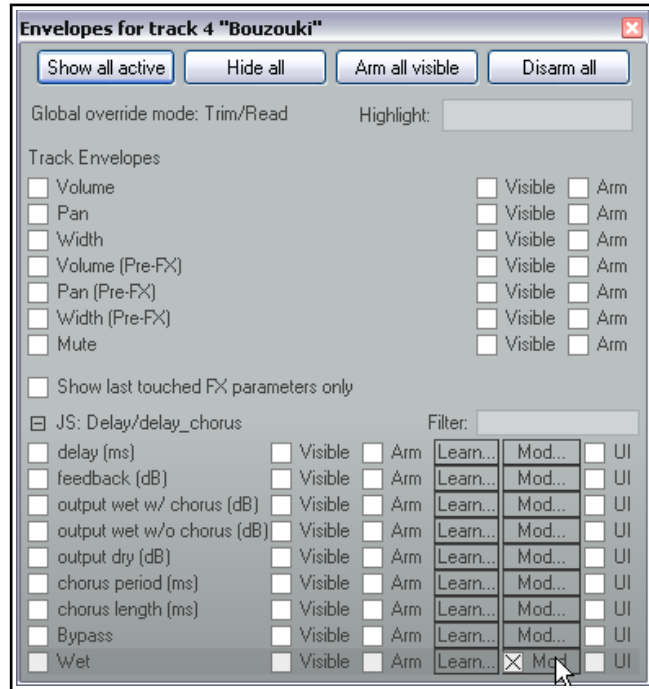 Envelopes for track 4 "Bouzouki"
Show all active Hide all Arm all visible Disarm all
Global override mode: Trim/Read Highlight:
Track Envelopes
Volume Visible Arm
Pan Visible Arm
Width Visible Arm
Volume (Pre-FX) Visible Arm
Pan (Pre-FX) Visible Arm
Width (Pre-FX) Visible Arm
Mute Visible Arm
Show last touched FX parameters only
JS: Delay/delay_chorus Filter:
delay (ms) Visible Arm Learn... Mod... UI
feedback (dB) Visible Arm Learn... Mod... UI
output wet w/ chorus (dB) Visible Arm Learn... Mod... UI
output wet w/o chorus (dB) Visible Arm Learn... Mod... UI
output dry (dB) Visible Arm Learn... Mod... UI
chorus period (ms) Visible Arm Learn... Mod... UI
chorus length (ms) Visible Arm Learn... Mod... UI
Bypass Visible Arm Learn... Mod... UI
Wet Visible Arm Learn... Mod UI